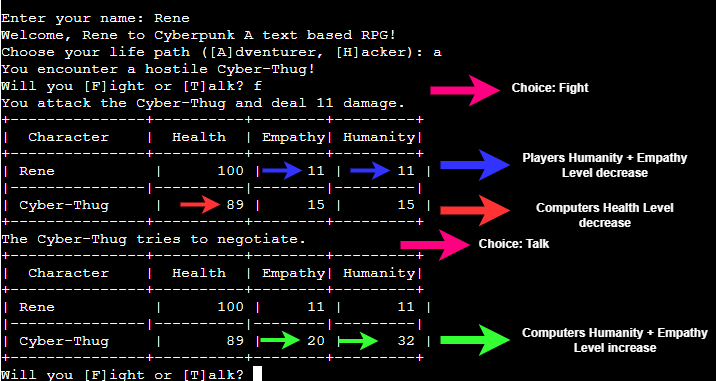 Enter your name: Rene
Welcome, Rene to Cyberpunk A text based RPG!
Choose your life path ([A]dventurer, [H]acker): a
You encounter a hostile Cyber-Thug!
Will you [F]ight or [T]alk? f
Choice: Fight
You attack the Cyber-Thug and deal 11 damage.
+-----------------+----------+--------+---------+
| Character | Health | Empathy| Humanity|
+-----------------+----------+--------+---------+
| Rene | 100 | 11 | 11 |
Players Humanity + Empathy
Level decrease
|-----------------|----------|--------|---------+
| Cyber-Thug | 89 | 15 | 15 |
Computers Health Level
decrease
+-----------------+----------+--------+---------+
The Cyber-Thug tries to negotiate.
Choice: Talk
+-----------------+----------+--------+---------+
| Character | Health | Empathy| Humanity|
+-----------------+----------+--------+---------+
| Rene | 100 | 11 | 11 |
|-----------------|----------|--------|---------+
| Cyber-Thug | 89 | 20 | 32 |
Computers Humanity + Empathy
Level increase
+-----------------+----------+--------+---------+
Will you [F]ight or [T]alk?